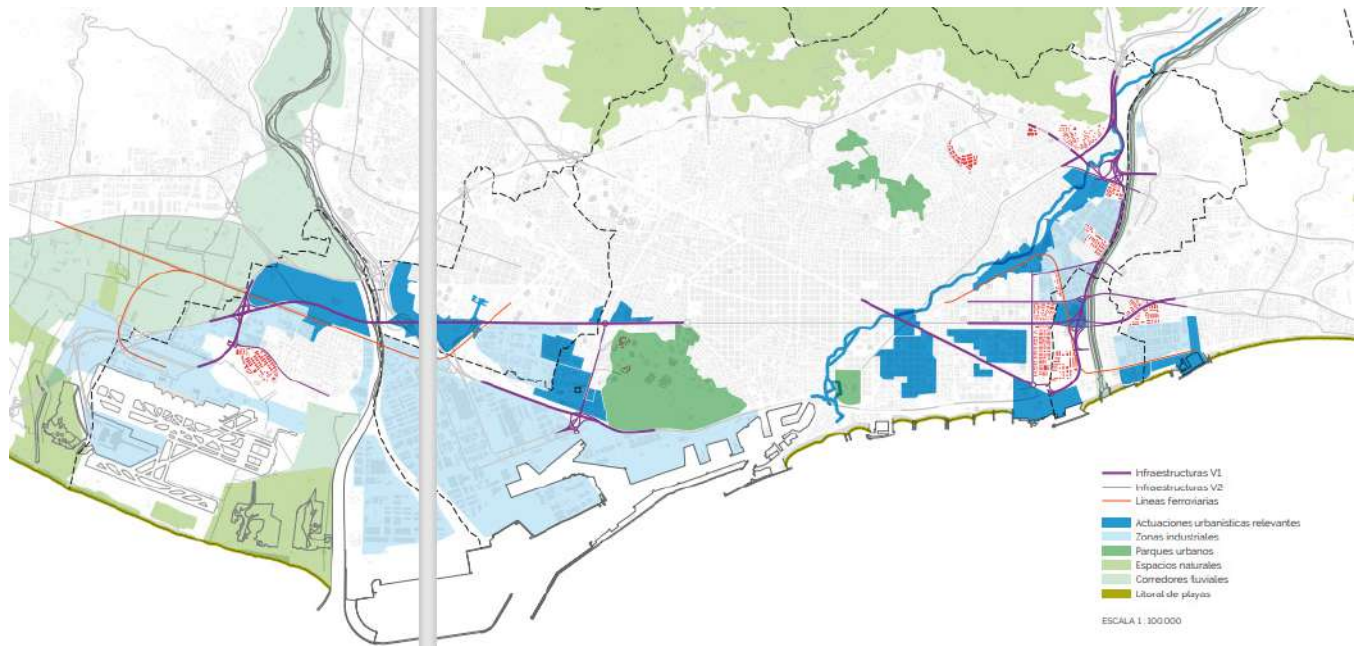 Infraestructuras V1
Infraestructuras V2
Líneas ferroviarias
Actuaciones urbanísticas relevantes
Zonas industriales
Parques urbanos
Espacios naturales
Corredores fluviales
Litoral de playas
ESCALA 1 : 100.000